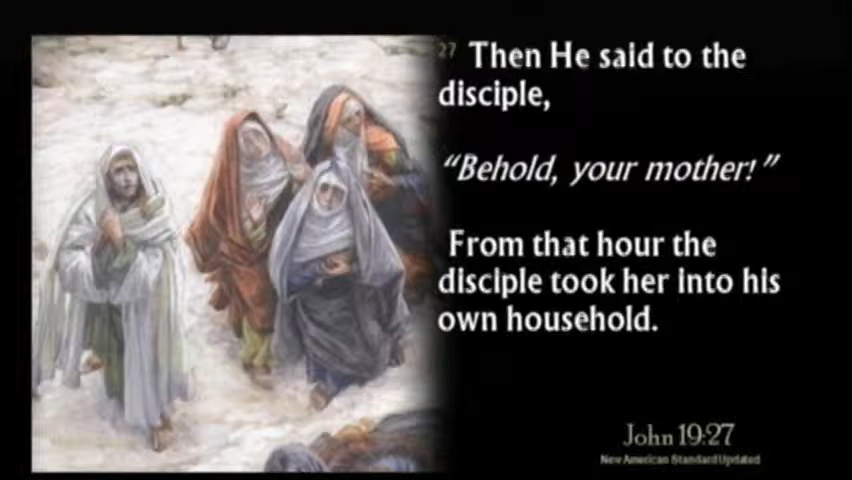 27 Then He said to the
disciple,
“Behold, your mother!”
From that hour the
disciple took her into his
own household.
John 19:27
New American Standard Updated